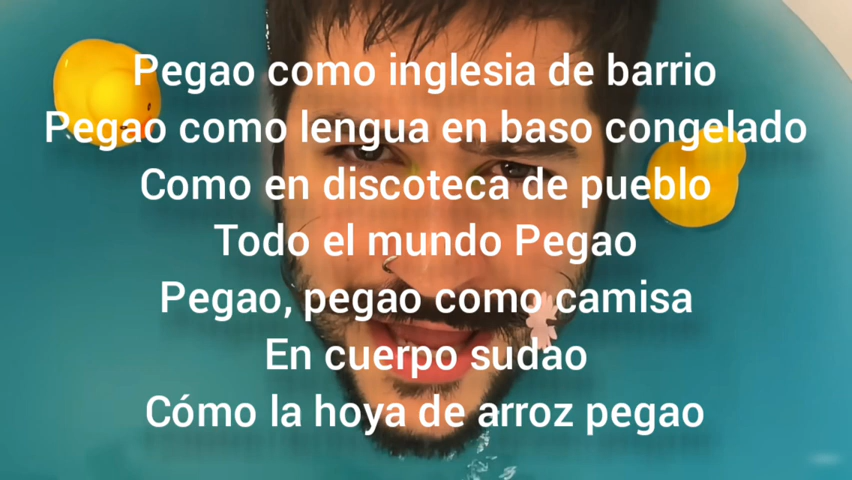 Pegao como inglesia de barrio
Pegao como lengua en baso congelado
Como en discoteca de pueblo
Todo el mundo Pegao
Pegao, pegao como camisa
En cuerpo sudao
Cómo la hoya de arroz pegao